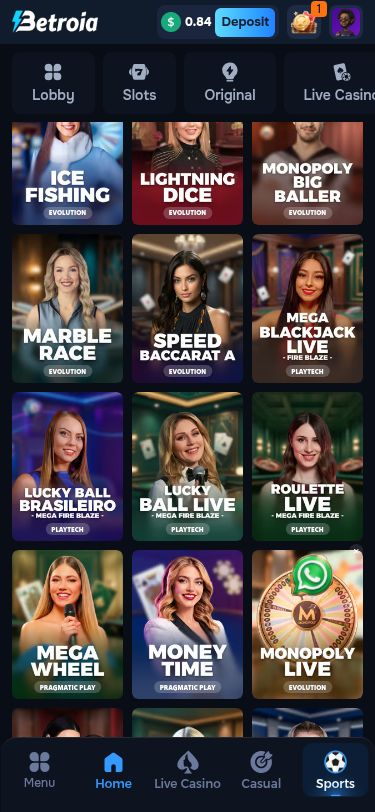 Betroia
$ 0.84 Deposit
1
Lobby
Slots
Original
Live Casino
ICE
FISHING
EVOLUTION
LIGHTNING
DICE
EVOLUTION
MONOPOLY
BIG
BALLER
EVOLUTION
MARBLE
RACE
EVOLUTION
SPEED
BACCARAT A
EVOLUTION
MEGA
BLACKJACK
LIVE
- FIRE BLAZE -
PLAYTECH
LUCKY BALL
BRASILEIRO
- MEGA FIRE BLAZE -
PLAYTECH
LUCKY
BALL LIVE
- MEGA FIRE BLAZE -
PLAYTECH
ROULETTE
LIVE
- MEGA FIRE BLAZE -
PLAYTECH
MEGA
WHEEL
PRAGMATIC PLAY
MONEY
TIME
PRAGMATIC PLAY
M
MONOPOLY
MONOPOLY
LIVE
EVOLUTION
Menu
Home
Live Casino
Casual
Sports